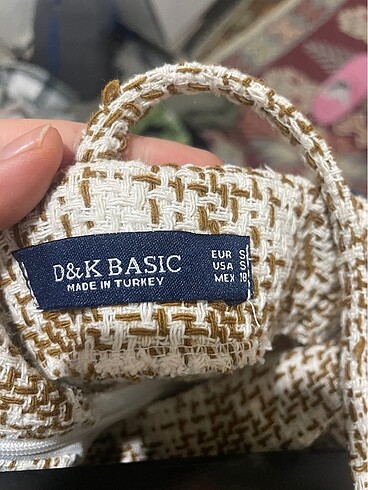 D&K BASIC
MADE IN TURKEY
EUR S
USA S
MEX